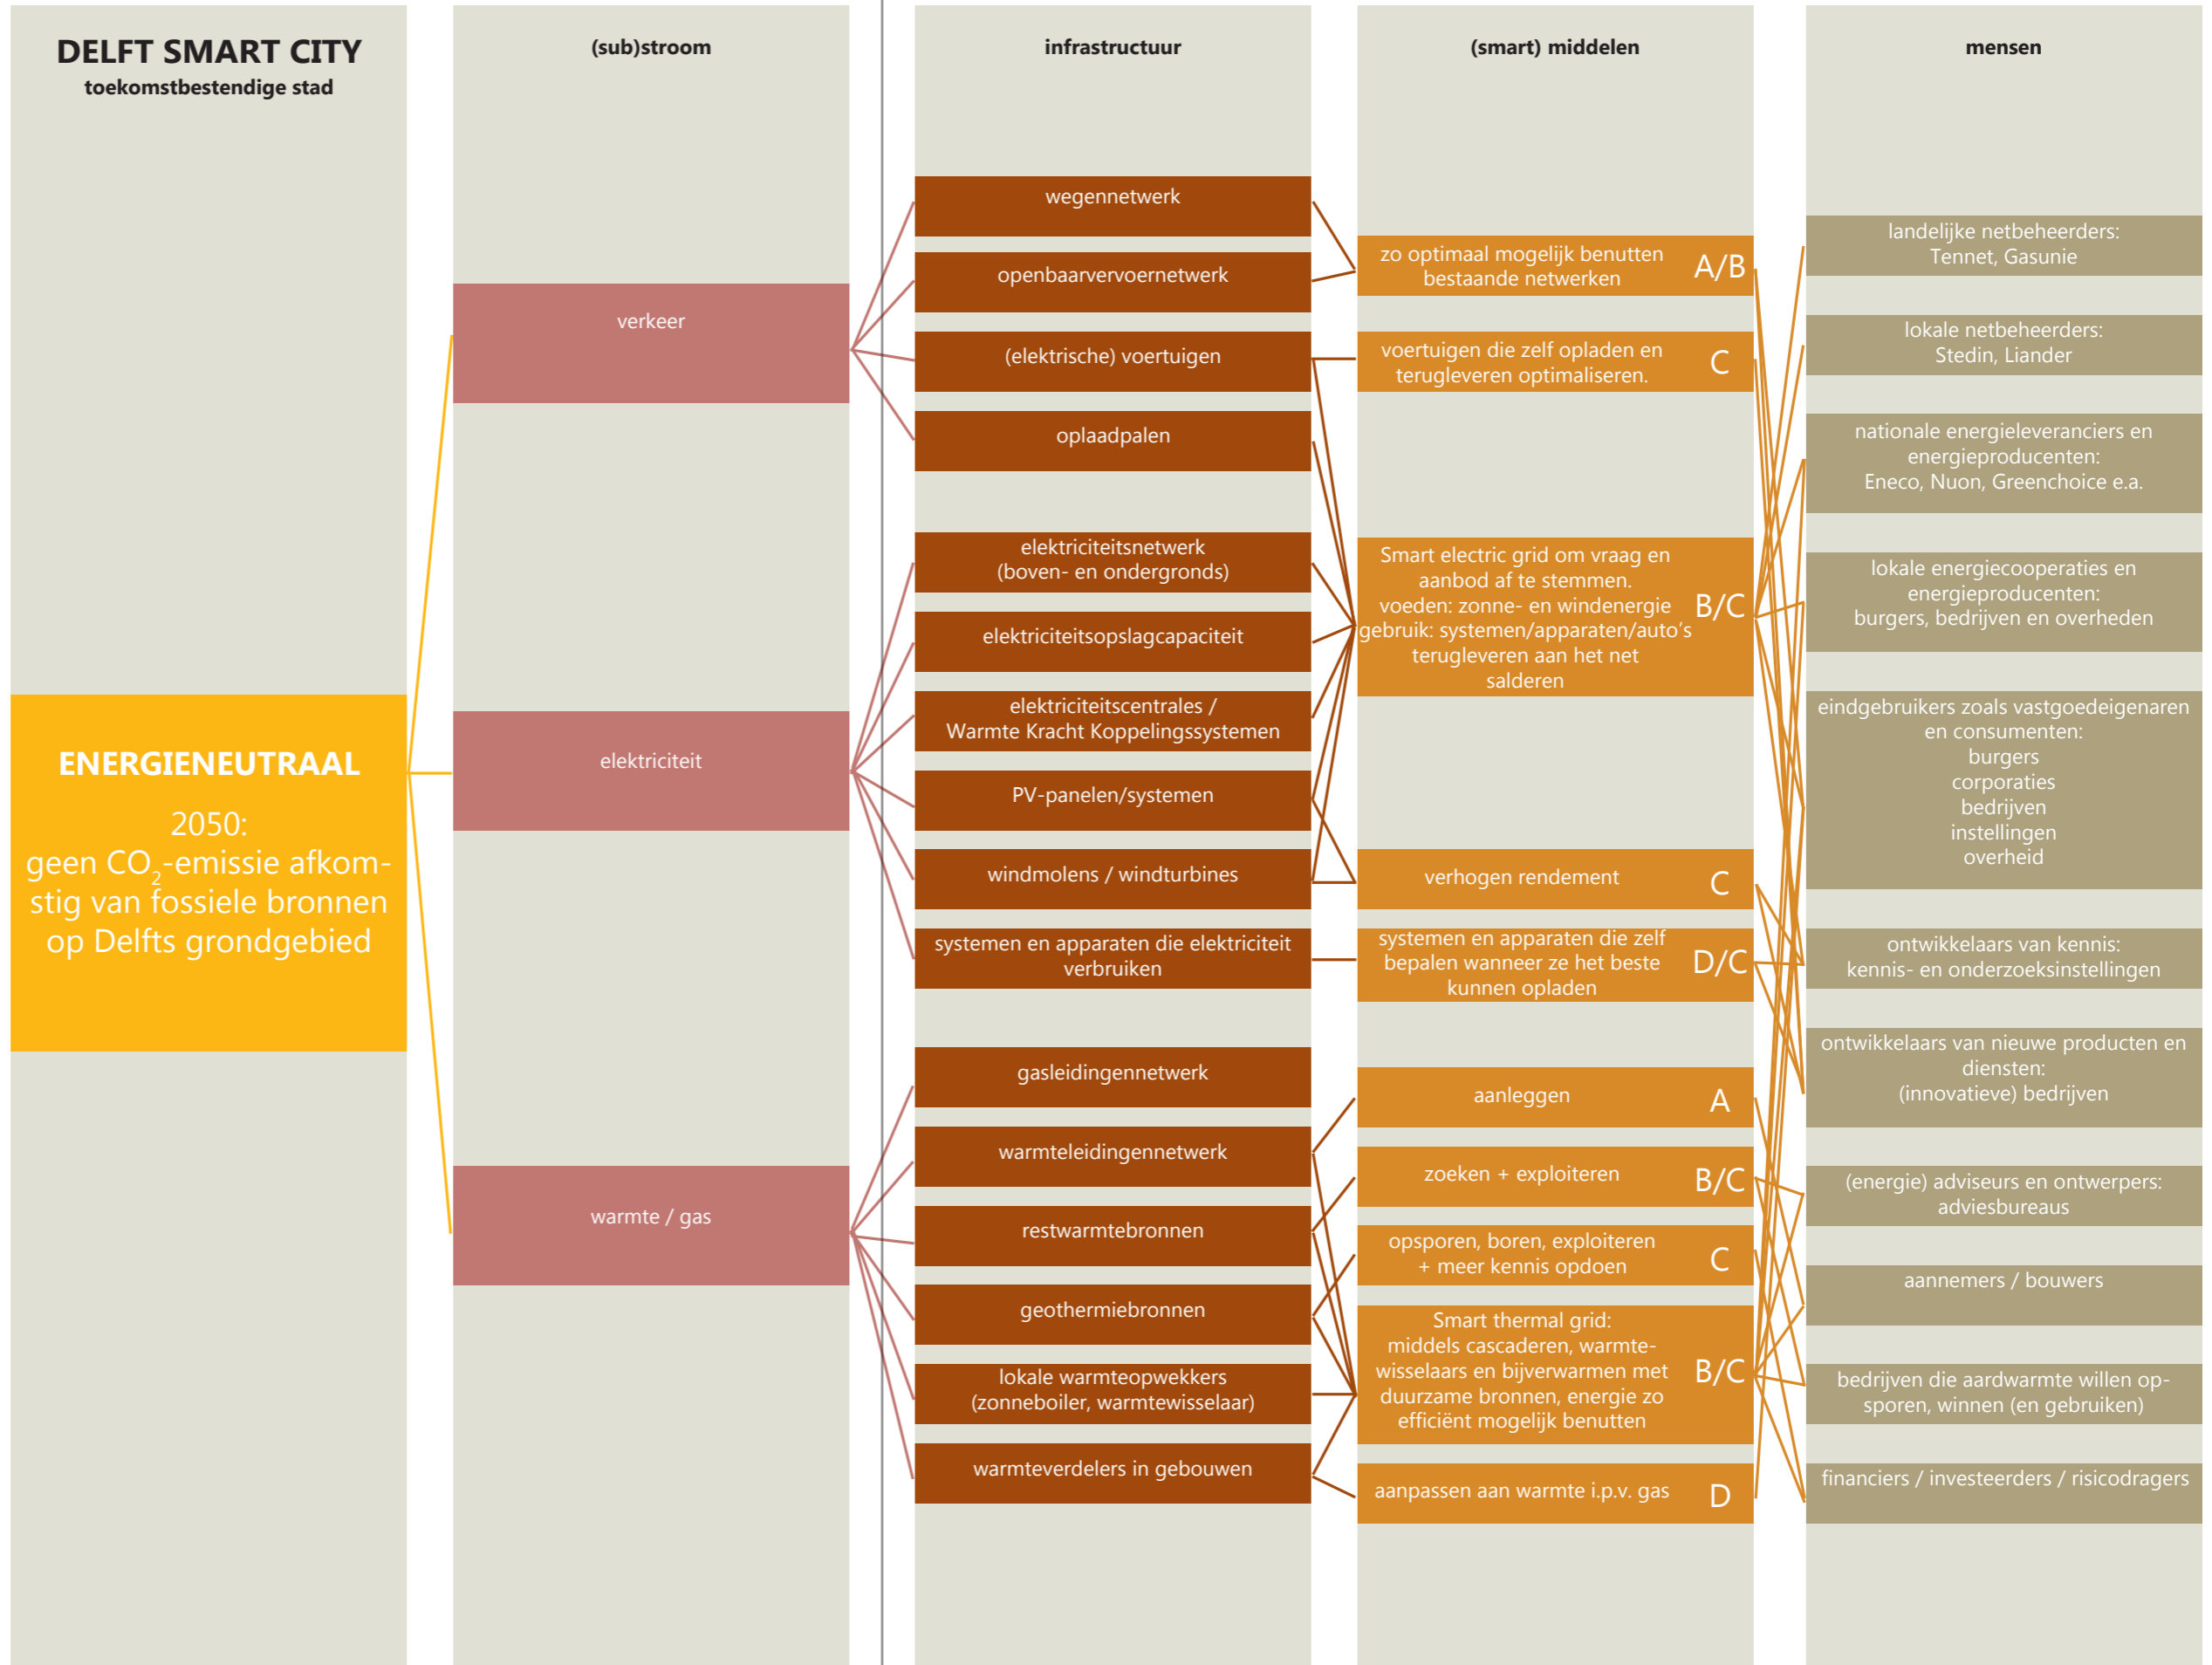 DELFT SMART CITY
toekomstbestendige stad
ENERGIENEUTRAAL
2050:
geen CO₂-emissie afkom-
stig van fossiele bronnen
op Delfts grondgebied
(sub)stroom
verkeer
elektriciteit
warmte / gas
infrastructuur
wegennetwerk
openbaarvervoernetwerk
(elektrische) voertuigen
oplaadpalen
elektriciteitsnetwerk
(boven- en ondergronds)
elektriciteitsopslagcapaciteit
elektriciteitscentrales /
Warmte Kracht Koppelingssystemen
PV-panelen/systemen
windmolens / windturbines
systemen en apparaten die elektriciteit
verbruiken
gasleidingennetwerk
warmteleidingennetwerk
restwarmtebronnen
geothermiebronnen
lokale warmteopwekkers
(zonneboiler, warmtewisselaar)
warmteverdelers in gebouwen
(smart) middelen
zo optimaal mogelijk benutten
bestaande netwerken
A/B
voertuigen die zelf opladen en
terugleveren optimaliseren.
C
Smart electric grid om vraag en
aanbod af te stemmen.
voeden: zonne- en windenergie
gebruik: systemen/apparaten/auto's
terugleveren aan het net
salderen
B/C
verhogen rendement
C
systemen en apparaten die zelf
bepalen wanneer ze het beste
kunnen opladen
D/C
aanleggen
A
zoeken + exploiteren
B/C
opsporen, boren, exploiteren
+ meer kennis opdoen
C
Smart thermal grid:
middels cascaderen, warmte-
wisselaars en bijverwarmen met
duurzame bronnen, energie zo
efficiënt mogelijk benutten
B/C
aanpassen aan warmte i.p.v. gas
D
mensen
landelijke netbeheerders:
Tennet, Gasunie
lokale netbeheerders:
Stedin, Liander
nationale energieleveranciers en
energieproducenten:
Eneco, Nuon, Greenchoice e.a.
lokale energiecooperaties en
energieproducenten:
burgers, bedrijven en overheden
eindgebruikers zoals vastgoedeigenaren
en consumenten:
burgers
corporaties
bedrijven
instellingen
overheid
ontwikkelaars van kennis:
kennis- en onderzoeksinstellingen
ontwikkelaars van nieuwe producten en
diensten:
(innovatieve) bedrijven
(energie) adviseurs en ontwerpers:
adviesbureaus
aannemers / bouwers
bedrijven die aardwarmte willen op-
sporen, winnen (en gebruiken)
financiers / investeerders / risicodragers